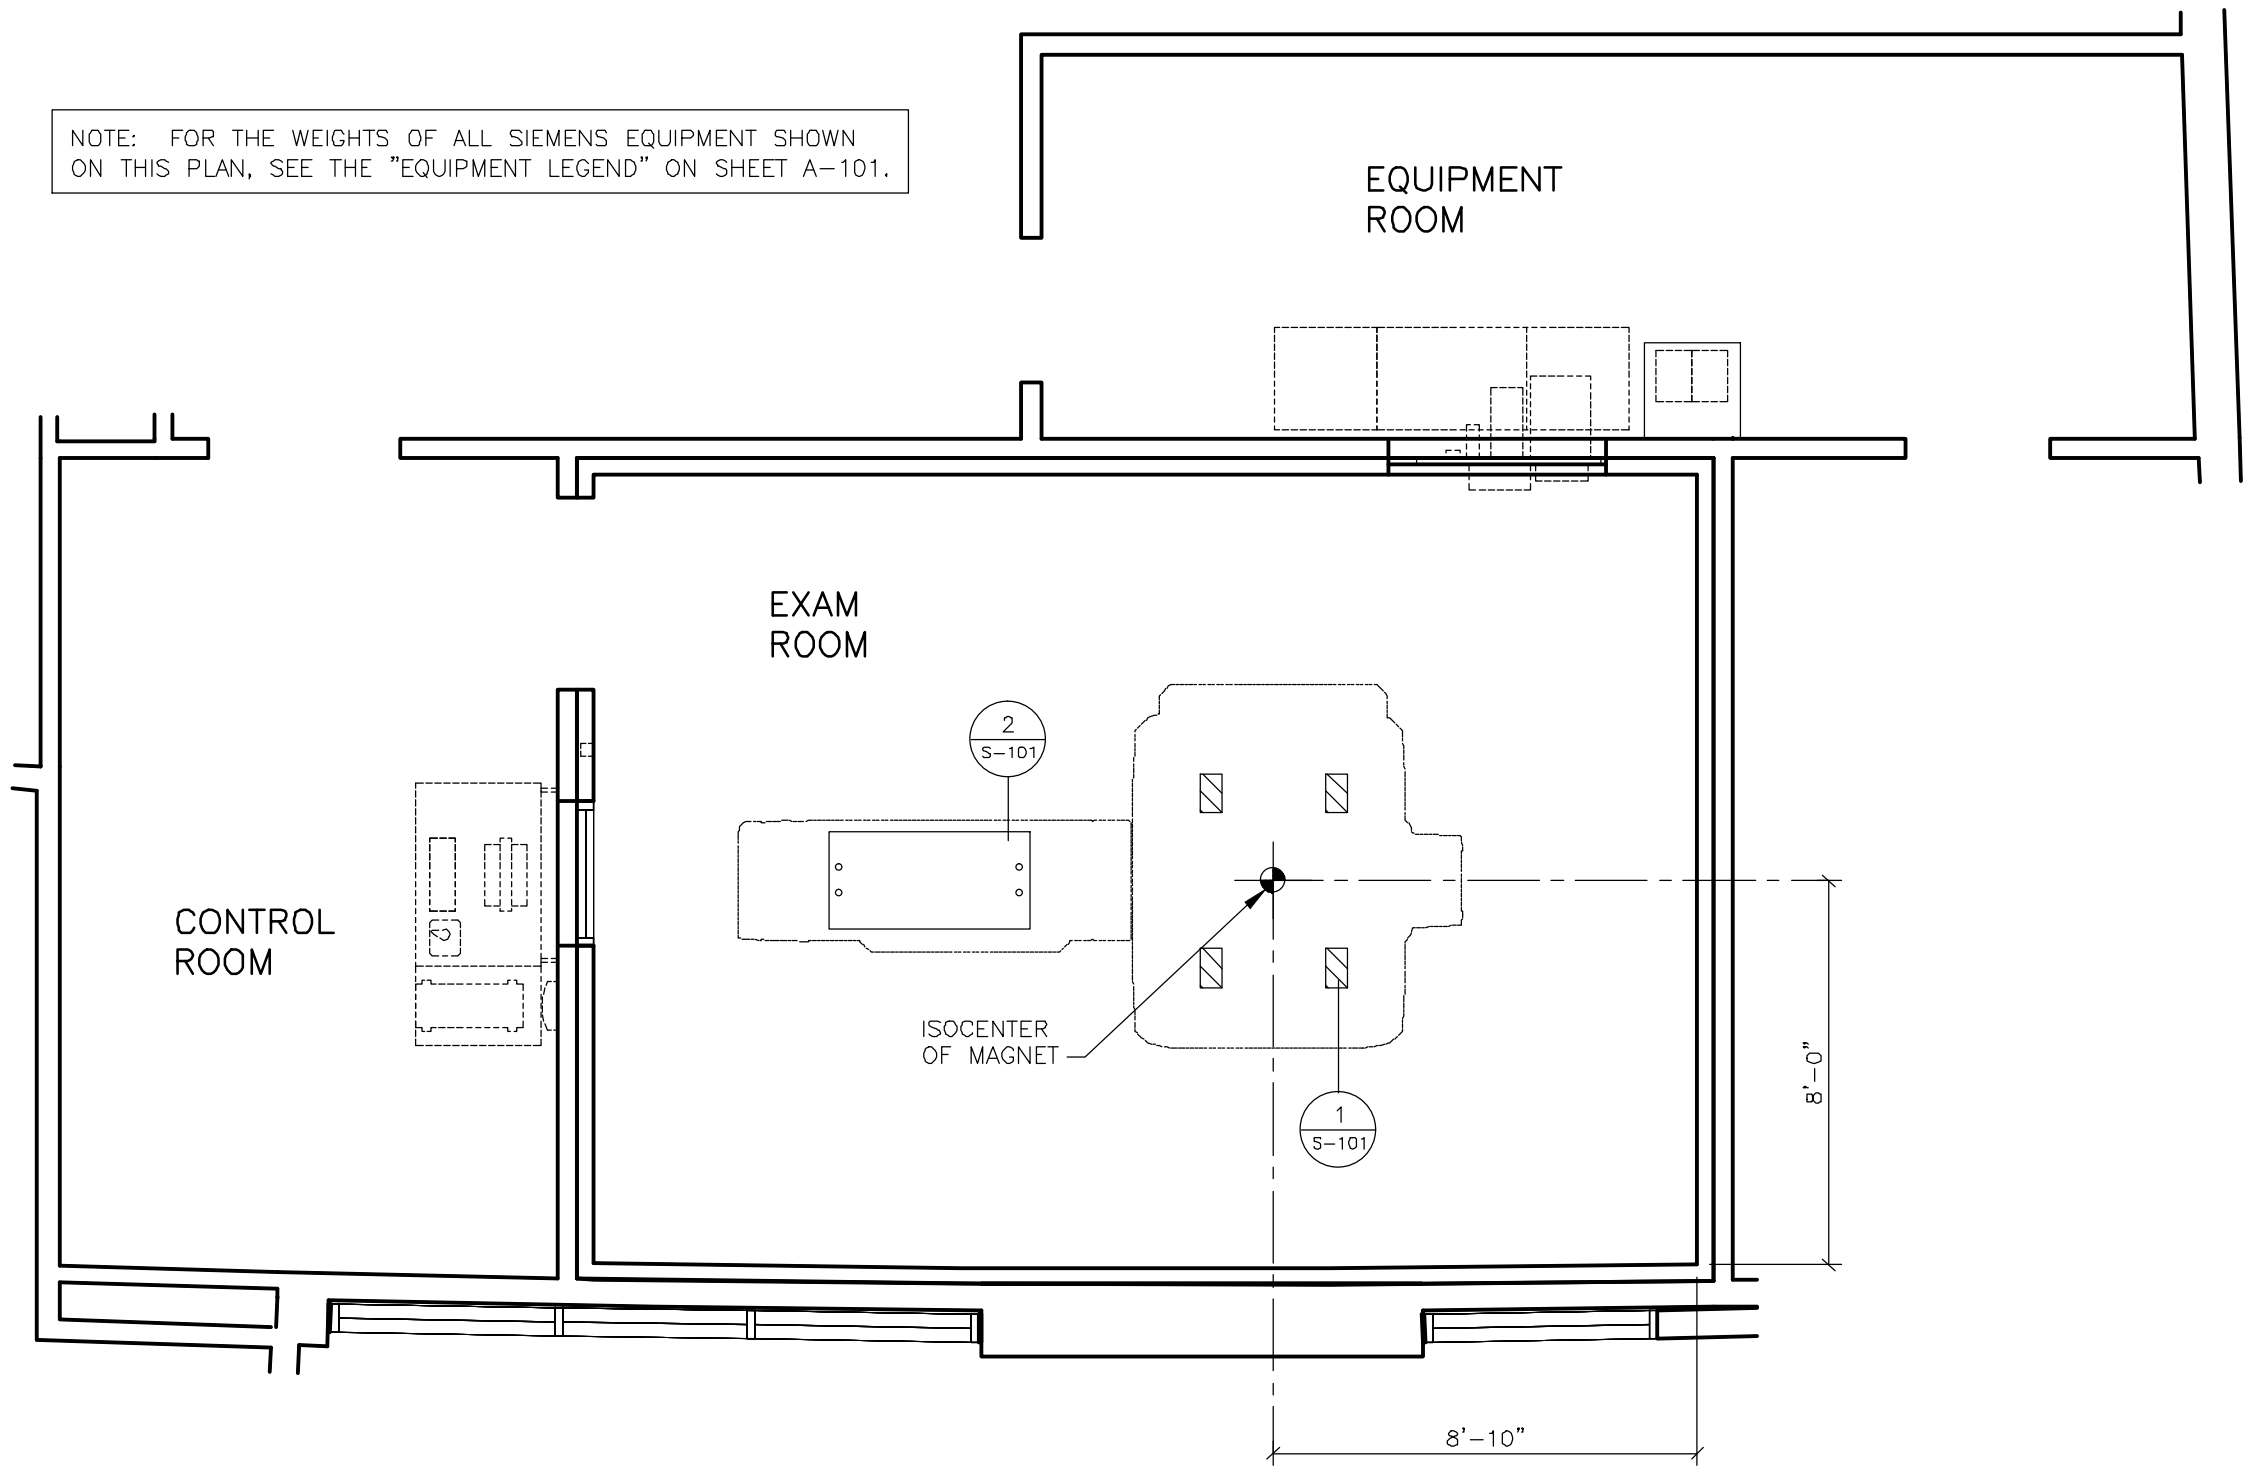 NOTE: FOR THE WEIGHTS OF ALL SIEMENS EQUIPMENT SHOWN
ON THIS PLAN, SEE THE "EQUIPMENT LEGEND" ON SHEET A-101.
EQUIPMENT
ROOM
EXAM
ROOM
2
S-101
CONTROL
ROOM
ISOCENTER
OF MAGNET
1
S-101
8'-0"
8'-10"